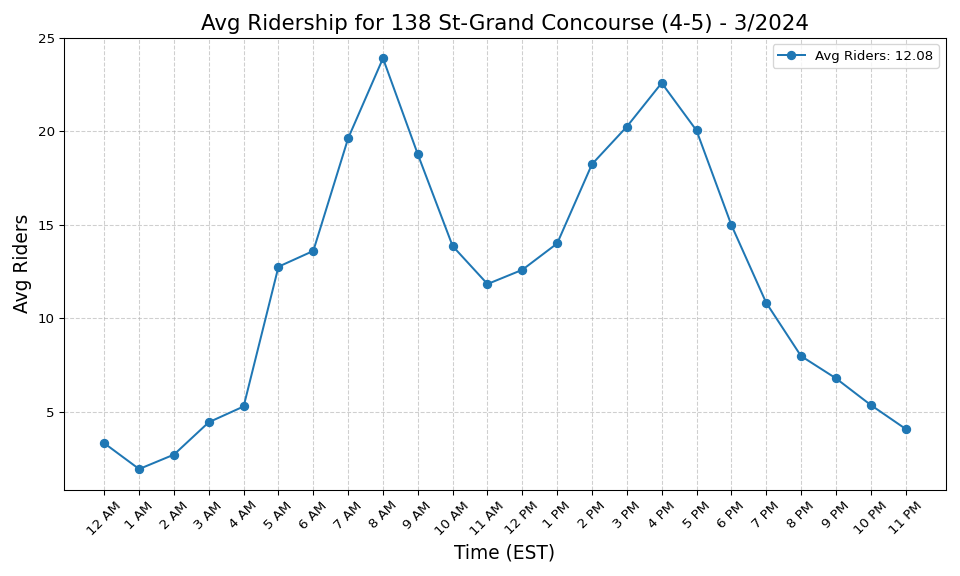 Avg Ridership for 138 St-Grand Concourse (4-5) - 3/2024
Avg Riders: 12.08
25
20
15
10
5
Avg Riders
12 AM
1 AM
2 AM
3 AM
4 AM
5 AM
6 AM
7 AM
8 AM
9 AM
10 AM
11 AM
12 PM
1 PM
2 PM
3 PM
4 PM
5 PM
6 PM
7 PM
8 PM
9 PM
10 PM
11 PM
Time (EST)